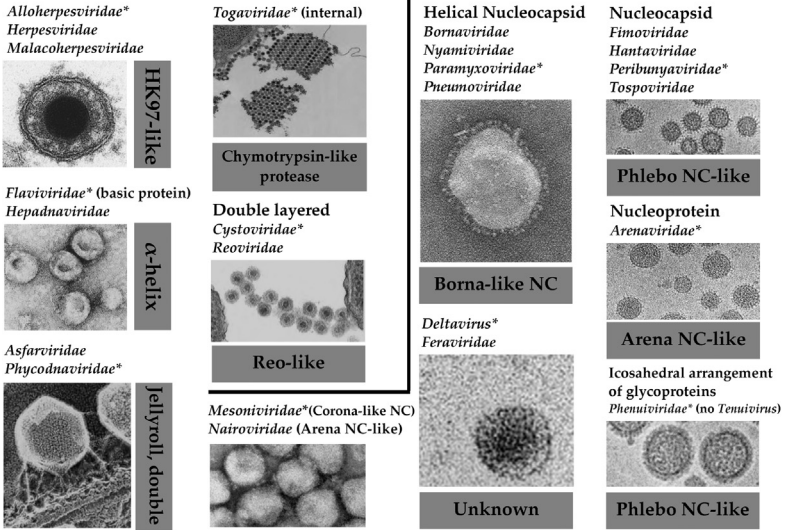 Alloherpesviridae*
Herpesviridae
Malacoherpesviridae
HK97-like
Flaviviridae* (basic protein)
Hepadnaviridae
α-helix
Asfarviridae
Phycodnaviridae*
Jellyroll, double
Togaviridae* (internal)
Chymotrypsin-like
protease
Double layered
Cystoviridae*
Reoviridae
Reo-like
Mesoniviridae*(Corona-like NC)
Nairoviridae (Arena NC-like)
Helical Nucleocapsid
Bornaviridae
Nyamiviridae
Paramyxoviridae*
Pneumoviridae
Borna-like NC
Deltavirus*
Feraviridae
Unknown
Nucleocapsid
Fimoviridae
Hantaviridae
Peribunyaviridae*
Tospoviridae
Phlebo NC-like
Nucleoprotein
Arenaviridae*
Arena NC-like
Icosahedral arrangement
of glycoproteins
Phenuiviridae* (no Tenuivirus)
Phlebo NC-like